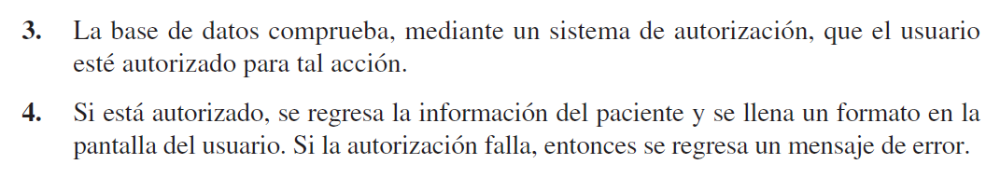 3. La base de datos comprueba, mediante un sistema de autorización, que el usuario
esté autorizado para tal acción.
4. Si está autorizado, se regresa la información del paciente y se llena un formato en la
pantalla del usuario. Si la autorización falla, entonces se regresa un mensaje de error.